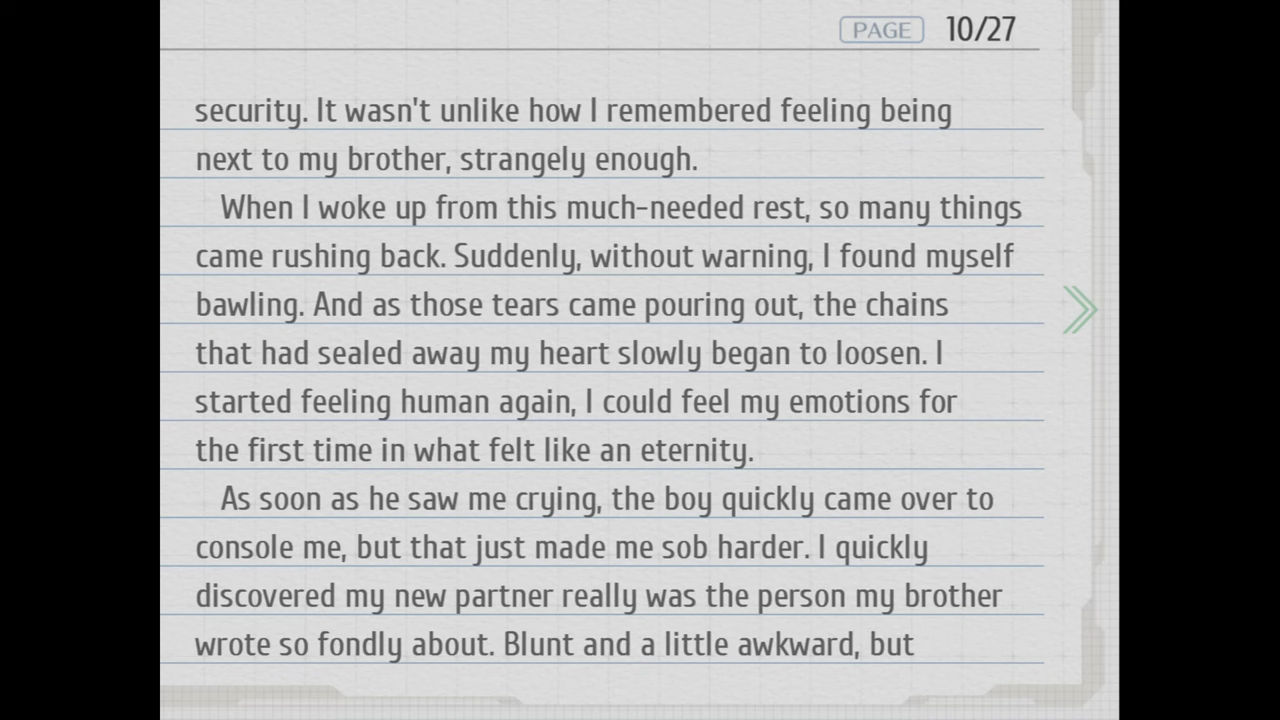 PAGE 10/27
security. It wasn't unlike how I remembered feeling being
next to my brother, strangely enough.
When I woke up from this much-needed rest, so many things
came rushing back. Suddenly, without warning, I found myself
bawling. And as those tears came pouring out, the chains
that had sealed away my heart slowly began to loosen. I
started feeling human again, I could feel my emotions for
the first time in what felt like an eternity.
As soon as he saw me crying, the boy quickly came over to
console me, but that just made me sob harder. I quickly
discovered my new partner really was the person my brother
wrote so fondly about. Blunt and a little awkward, but